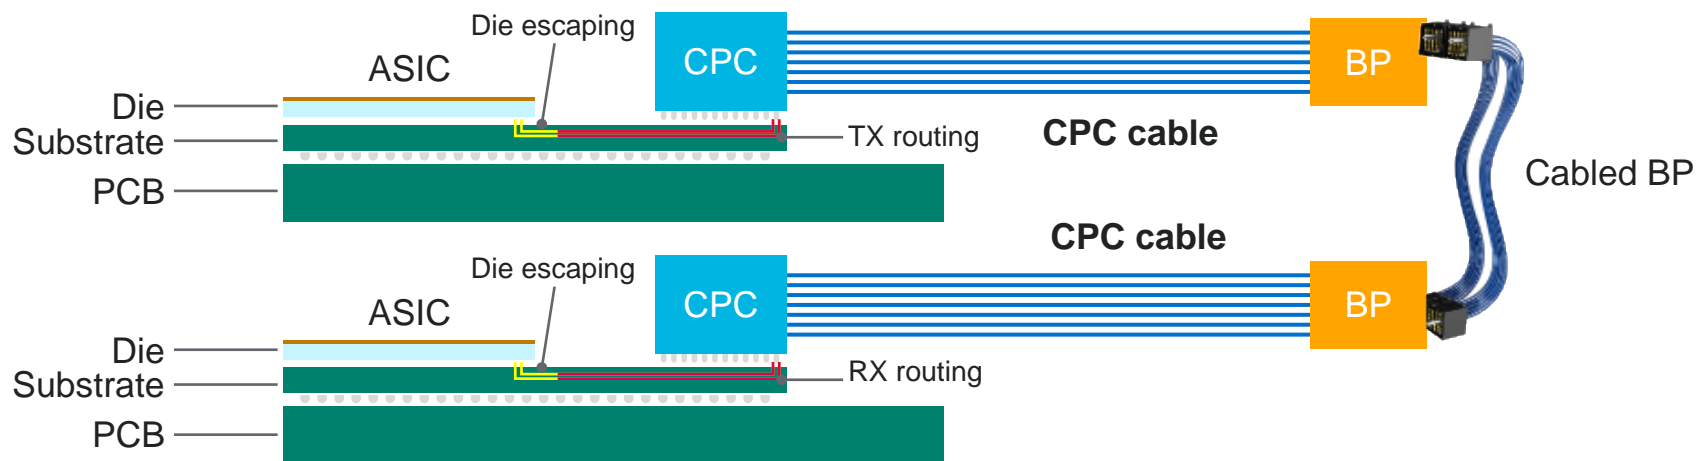 Die escaping
ASIC
CPC
BP
Die
Substrate
TX routing
CPC cable
PCB
Cabled BP
CPC cable
Die escaping
ASIC
CPC
BP
Die
Substrate
RX routing
PCB